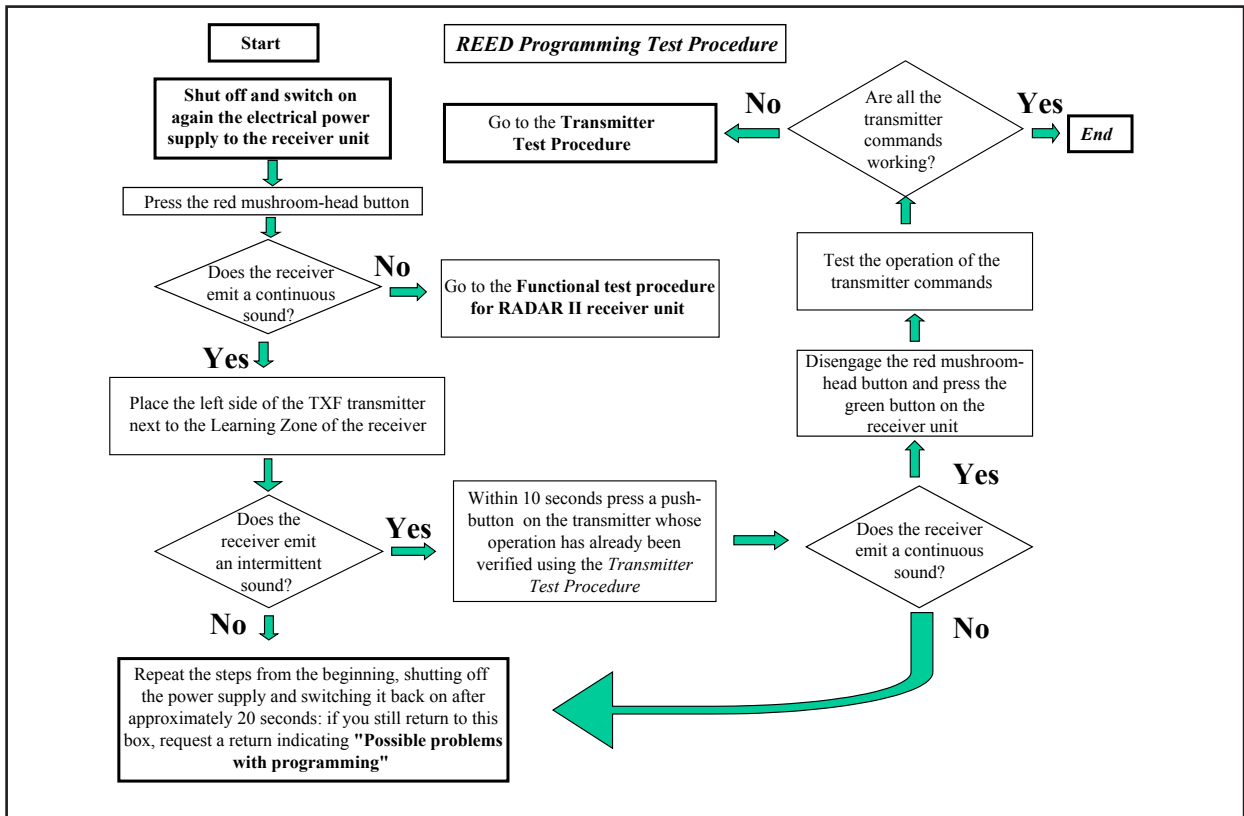 Start
REED Programming Test Procedure
Shut off and switch on
again the electrical power
supply to the receiver unit
Press the red mushroom-head button
Does the receiver
emit a continuous
sound?
No
Go to the Functional test procedure
for RADAR II receiver unit
Yes
Place the left side of the TXF transmitter
next to the Learning Zone of the receiver
Does the
receiver emit
an intermittent
sound?
Yes
Within 10 seconds press a push-
button on the transmitter whose
operation has already been
verified using the Transmitter
Test Procedure
No
Repeat the steps from the beginning, shutting off
the power supply and switching it back on after
approximately 20 seconds: if you still return to this
box, request a return indicating "Possible problems
with programming"
Does the receiver
emit a continuous
sound?
No
Yes
Disengage the red mushroom-
head button and press the
green button on the
receiver unit
Test the operation of the
transmitter commands
Are all the
transmitter
commands
working?
No
Go to the Transmitter
Test Procedure
Yes
End